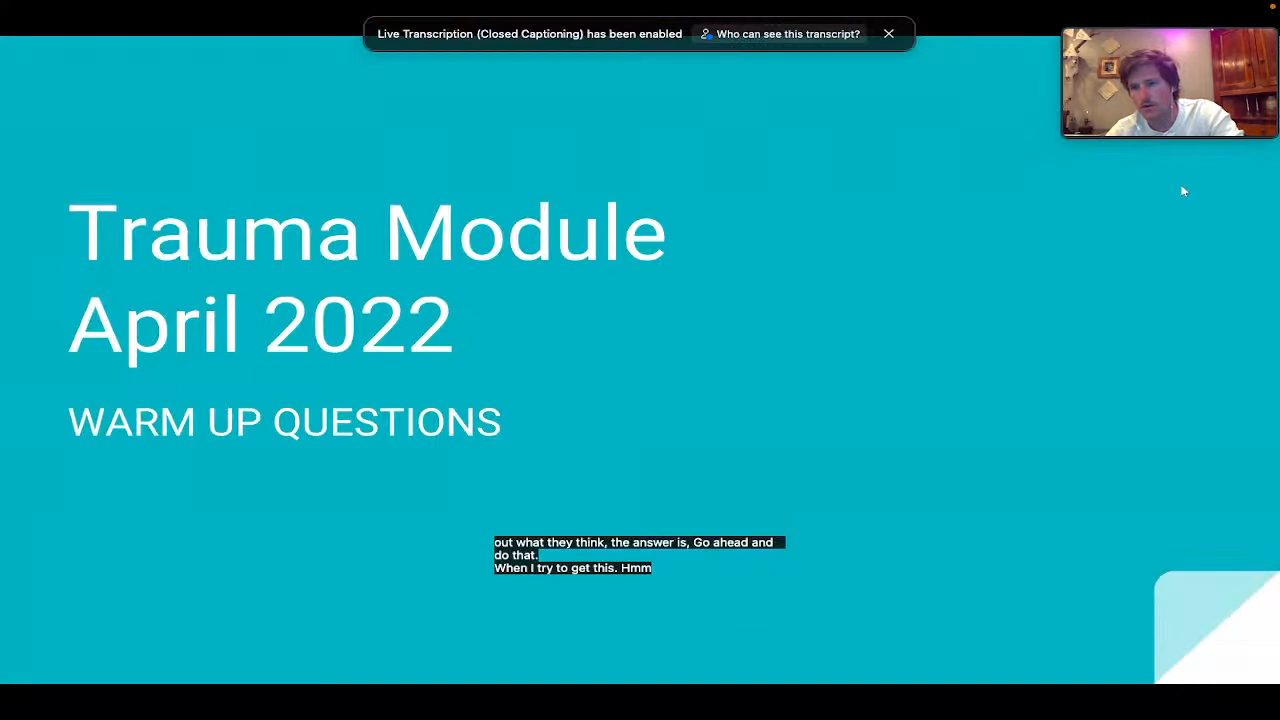 Live Transcription (Closed Captioning) has been enabled Who can see this transcript?
Trauma Module
April 2022
WARM UP QUESTIONS
out what they think, the answer is, Go ahead and
do that.
When I try to get this. Hmm